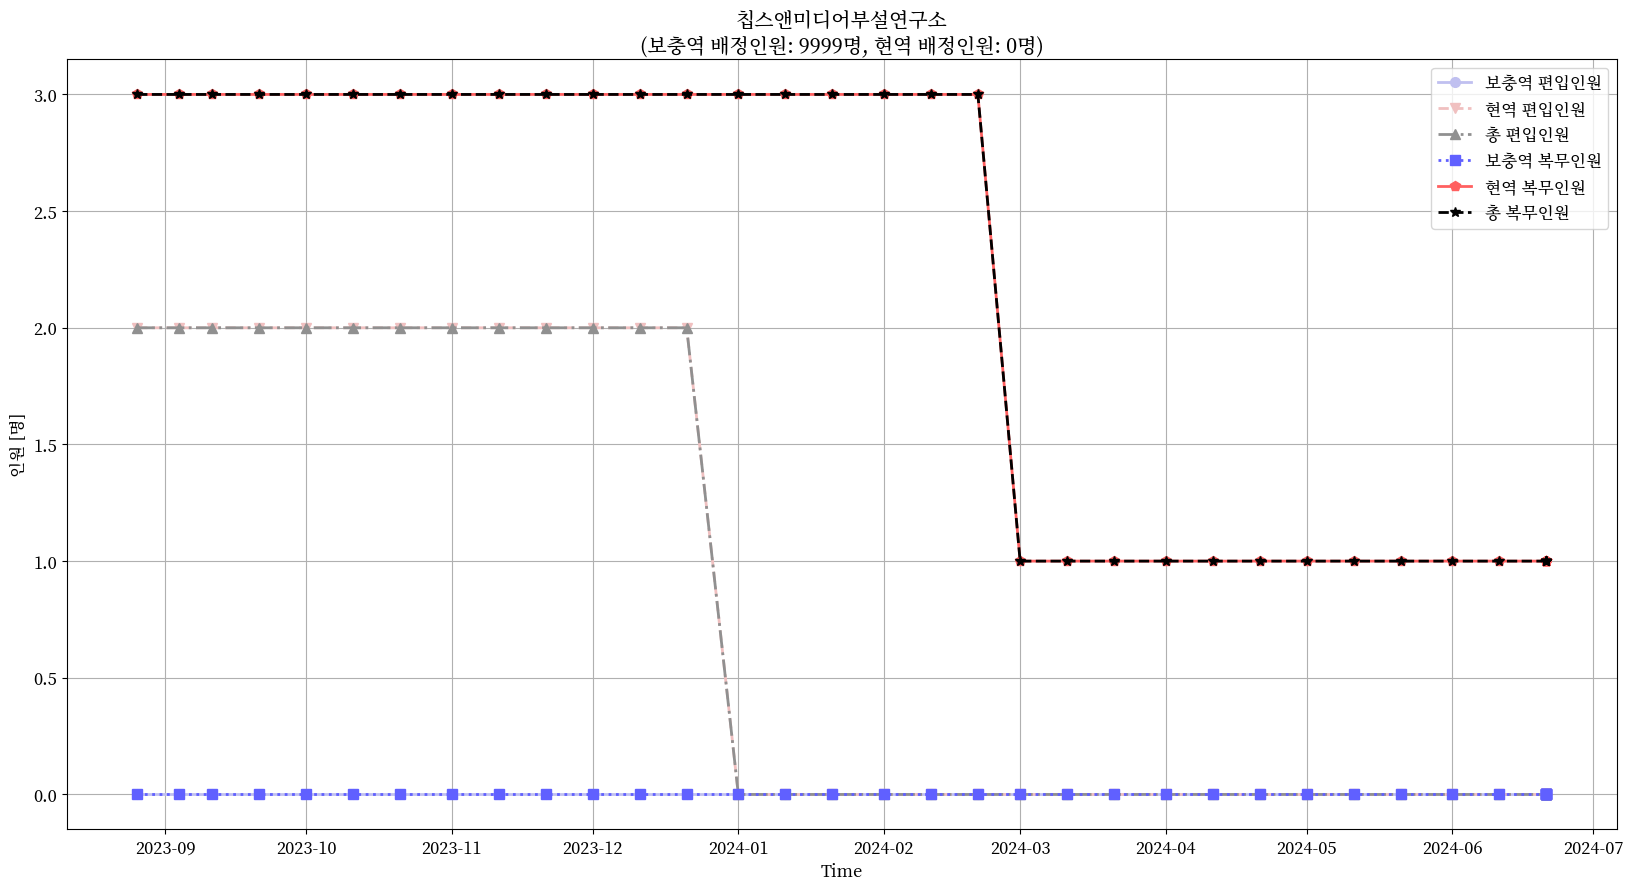 칩스앤미디어부설연구소
(보충역 배정인원: 9999명, 현역 배정인원: 0명)
보충역 편입인원
현역 편입인원
총 편입인원
보충역 복무인원
현역 복무인원
총 복무인원
인원 [명]
3.0
2.5
2.0
1.5
1.0
0.5
0.0
2023-09 2023-10 2023-11 2023-12 2024-01 2024-02 2024-03 2024-04 2024-05 2024-06 2024-07
Time